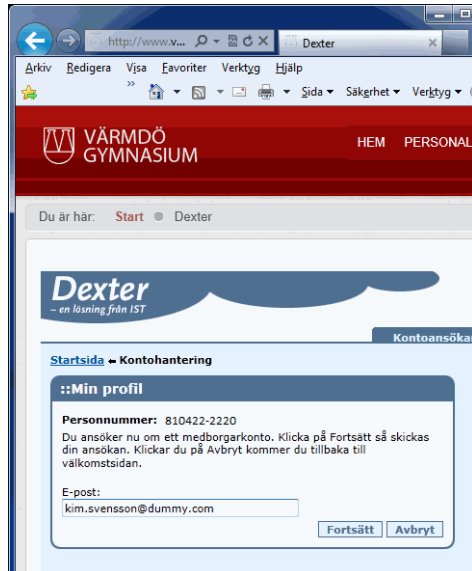 http://www.v...
Dexter
Arkiv Redigera Visa Favoriter Verktyg Hjälp
» Sida Säkerhet Verktyg
VÄRMDÖ
GYMNASIUM
HEM PERSONAL
Du är här: Start Dexter
Dexter
– en lösning från IST
Kontoansöka
Startsida Kontohantering
::Min profil
Personnummer: 810422-2220
Du ansöker nu om ett medborgarkonto. Klicka på Fortsätt så skickas
din ansökan. Klickar du på Avbryt kommer du tillbaka till
välkomstsidan.
E-post:
kim.svensson@dummy.com
Fortsätt Avbryt